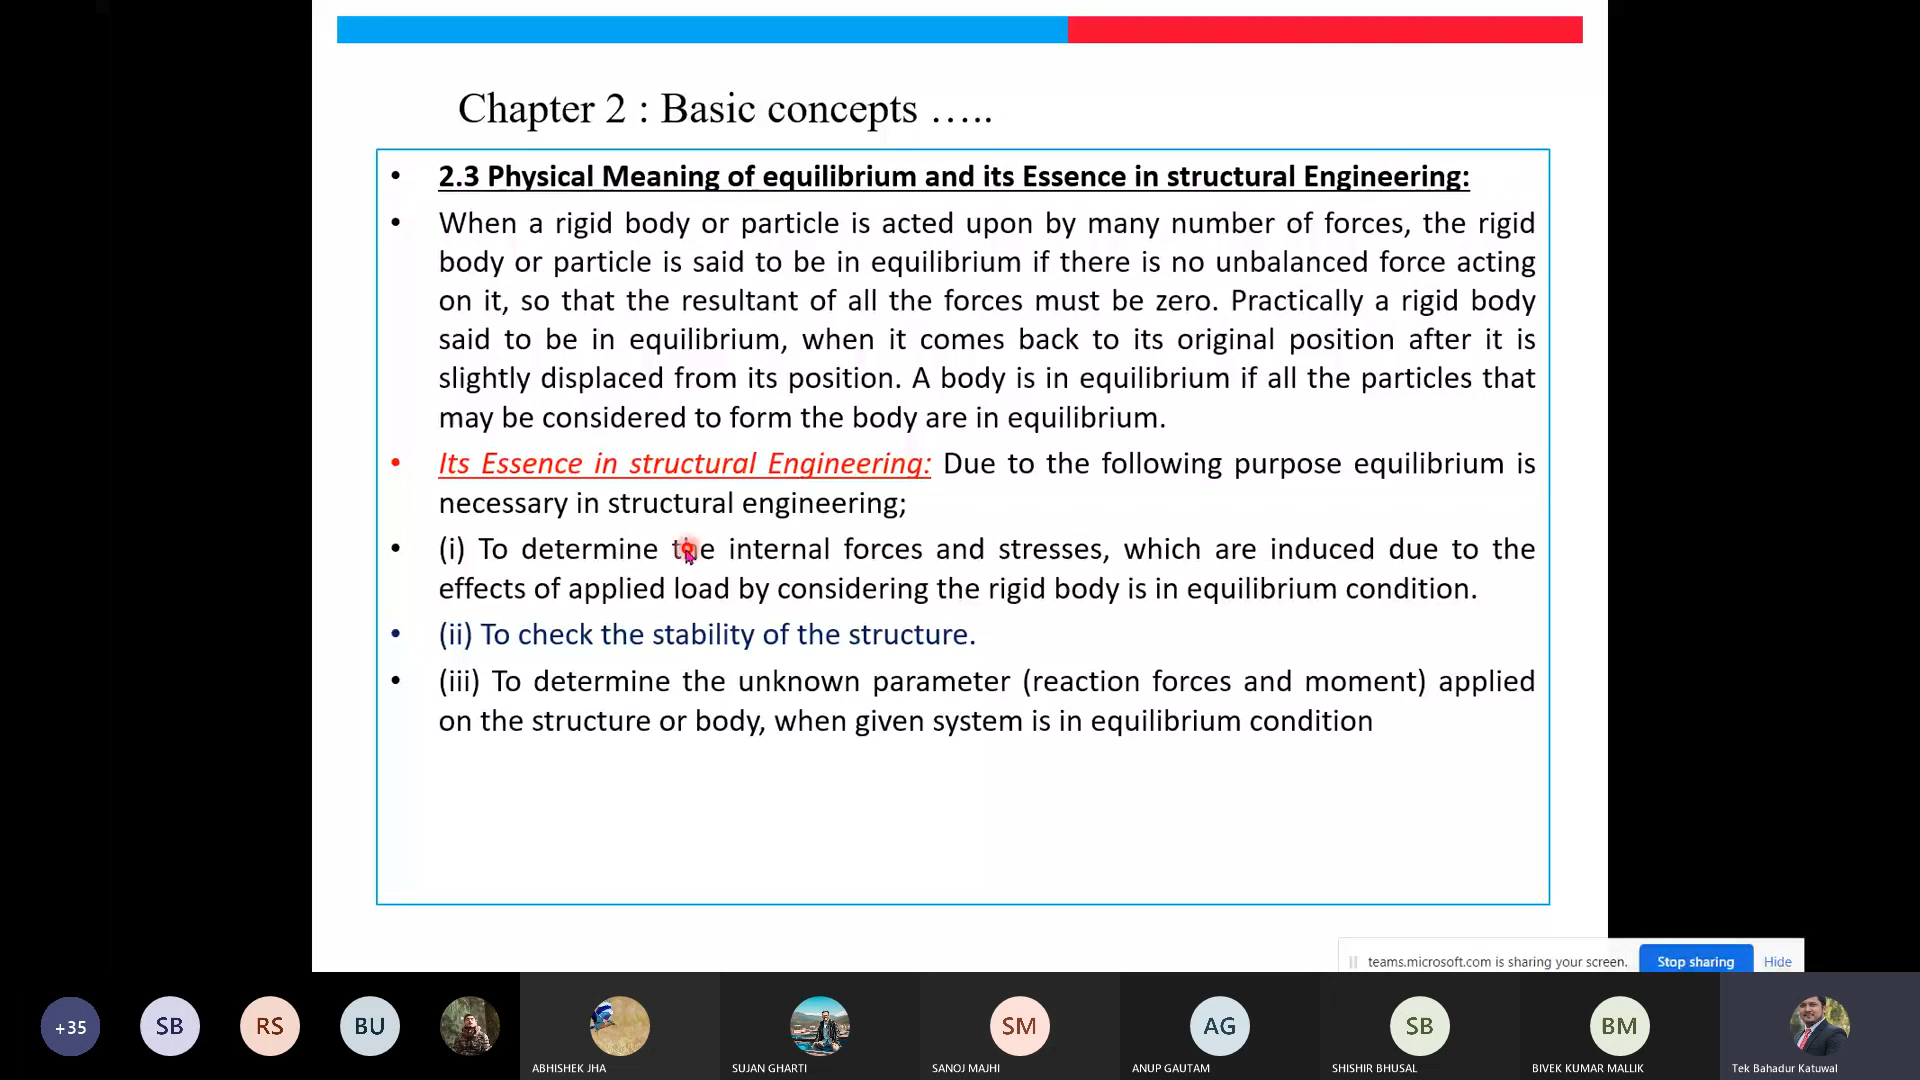 Chapter 2 : Basic concepts …..
• 2.3 Physical Meaning of equilibrium and its Essence in structural Engineering:
• When a rigid body or particle is acted upon by many number of forces, the rigid
body or particle is said to be in equilibrium if there is no unbalanced force acting
on it, so that the resultant of all the forces must be zero. Practically a rigid body
said to be in equilibrium, when it comes back to its original position after it is
slightly displaced from its position. A body is in equilibrium if all the particles that
may be considered to form the body are in equilibrium.
• Its Essence in structural Engineering: Due to the following purpose equilibrium is
necessary in structural engineering;
• (i) To determine the internal forces and stresses, which are induced due to the
effects of applied load by considering the rigid body is in equilibrium condition.
• (ii) To check the stability of the structure.
• (iii) To determine the unknown parameter (reaction forces and moment) applied
on the structure or body, when given system is in equilibrium condition
teams.microsoft.com is sharing your screen. Stop sharing Hide
+35 SB RS BU SM AG SB BM
ABHISHEK JHA SUJAN GHARTI SANOJ MAJHI ANUP GAUTAM SHISHIR BHUSAL BIVEK KUMAR MALLIK Tek Bahadur Katuwal